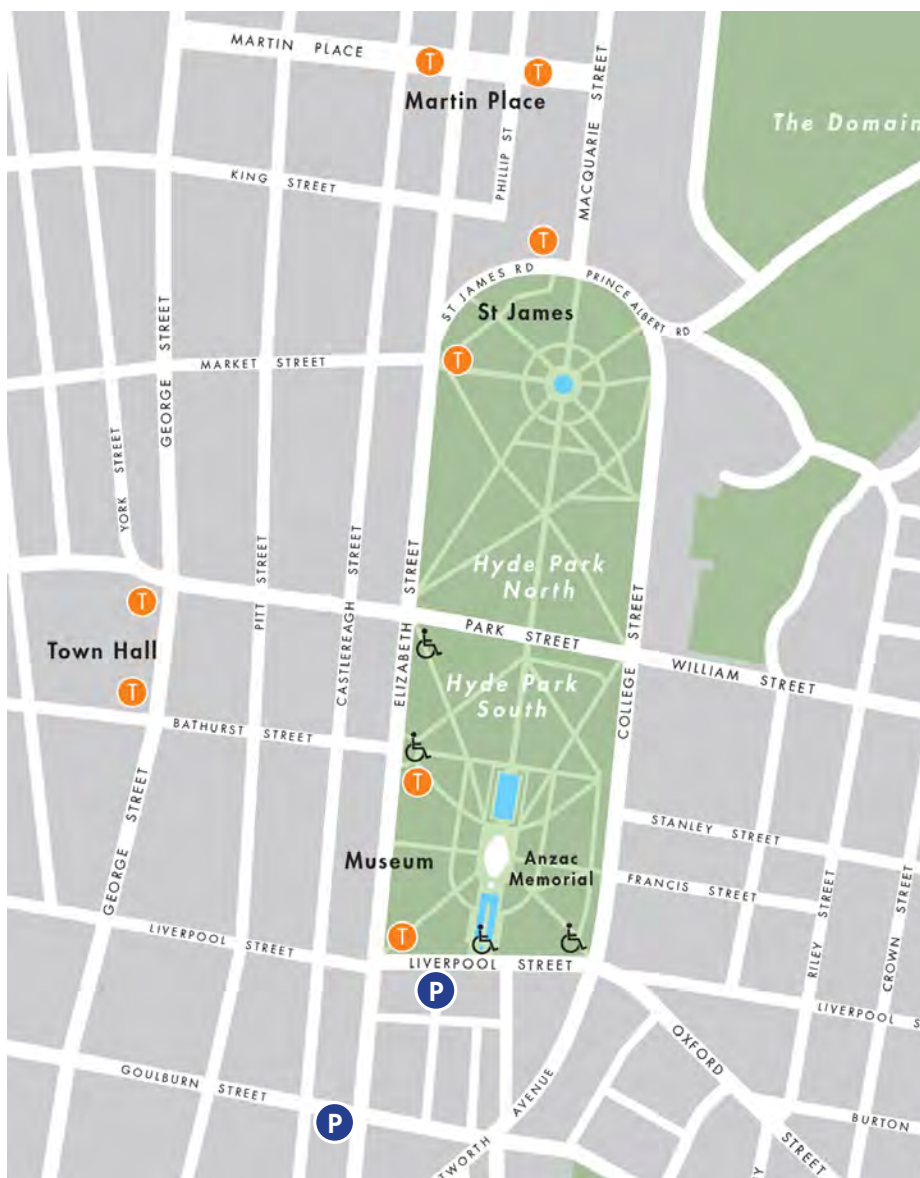 MARTIN PLACE
T
T
Martin Place
MACQUARIE STREET
The Domain
PHILLIP ST
KING STREET
T
ST JAMES RD
PRINCE ALBERT RD
St James
GEORGE STREET
MARKET STREET
T
YORK STREET
PITT STREET
CASTLEREAGH STREET
ELIZABETH STREET
Hyde Park
North
T
PARK STREET
COLLEGE STREET
Town Hall
WILLIAM STREET
Hyde Park
South
T
BATHURST STREET
T
GEORGE STREET
STANLEY STREET
Museum
Anzac
Memorial
FRANCIS STREET
RILEY STREET
CROWN STREET
LIVERPOOL STREET
T
LIVERPOOL STREET
P
LIVERPOOL S
OXFORD STREET
GOULBURN STREET
P
TWORTH AVENUE
BURTON
Y